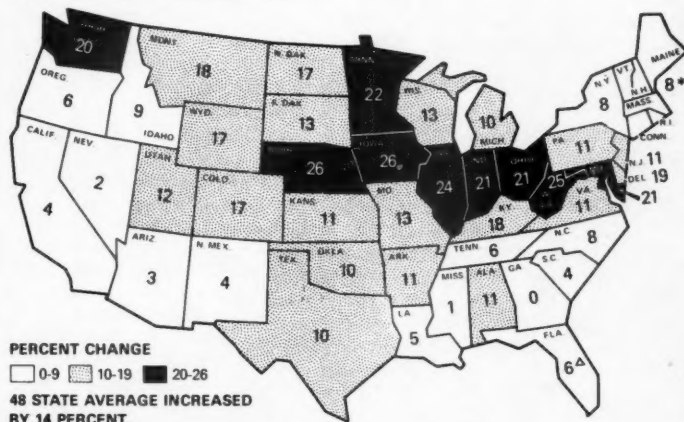 WASH. 20
MONT. 18
N. DAK 17
MINN. 22
OREG. 6
9 IDAHO
WYO. 17
S. DAK 13
WIS. 13
10 MICH.
N.Y. 8
VT.
N.H.
MAINE 8*
MASS.
R.I.
CONN.
CALIF. 4
NEV. 2
UTAH 12
COLO. 17
26
IOWA 26
24
IND. 21
OHIO 21
PA. 11
N.J. 11
DEL 19
21
25
VA. 11
KANS. 11
MO. 13
KY. 18
ARIZ. 3
N. MEX. 4
OKLA. 10
ARK. 11
TENN. 6
N.C. 8
S.C. 4
TEX. 10
LA. 5
MISS. 1
ALA. 11
GA. 0
FLA. 6△
PERCENT CHANGE
0-9 10-19 20-26
48 STATE AVERAGE INCREASED
BY 14 PERCENT